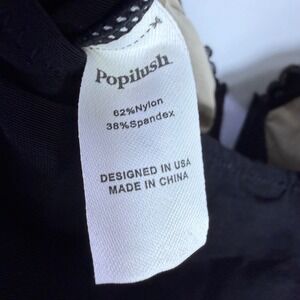 Popilush
62%Nylon
38%Spandex
DESIGNED IN USA
MADE IN CHINA